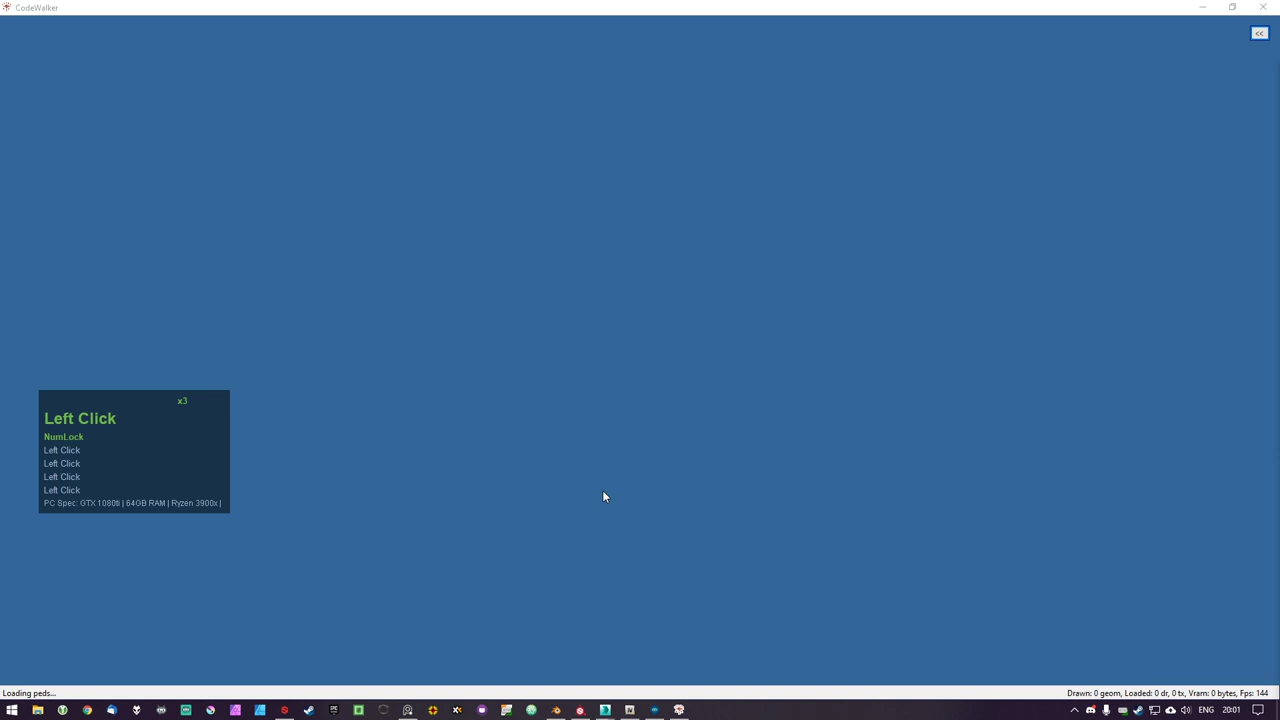 CodeWalker
<<
x3
Left Click
NumLock
Left Click
Left Click
Left Click
Left Click
PC Spec: GTX 1080ti | 64GB RAM | Ryzen 3900x |
Loading peds...
Drawn: 0 geom, Loaded: 0 dr, 0 tx, Vram: 0 bytes, Fps: 144
ENG
20:01